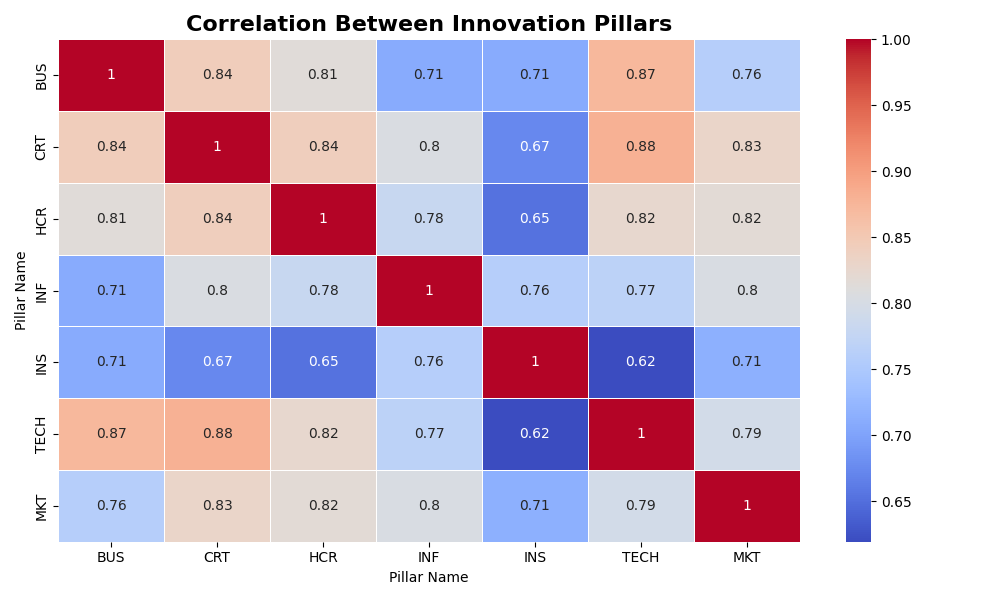 Correlation Between Innovation Pillars
BUS 1 0.84 0.81 0.71 0.71 0.87 0.76
CRT 0.84 1 0.84 0.8 0.67 0.88 0.83
HCR 0.81 0.84 1 0.78 0.65 0.82 0.82
INF 0.71 0.8 0.78 1 0.76 0.77 0.8
INS 0.71 0.67 0.65 0.76 1 0.62 0.71
TECH 0.87 0.88 0.82 0.77 0.62 1 0.79
MKT 0.76 0.83 0.82 0.8 0.71 0.79 1
Pillar Name
BUS CRT HCR INF INS TECH MKT
Pillar Name
1.00
0.95
0.90
0.85
0.80
0.75
0.70
0.65